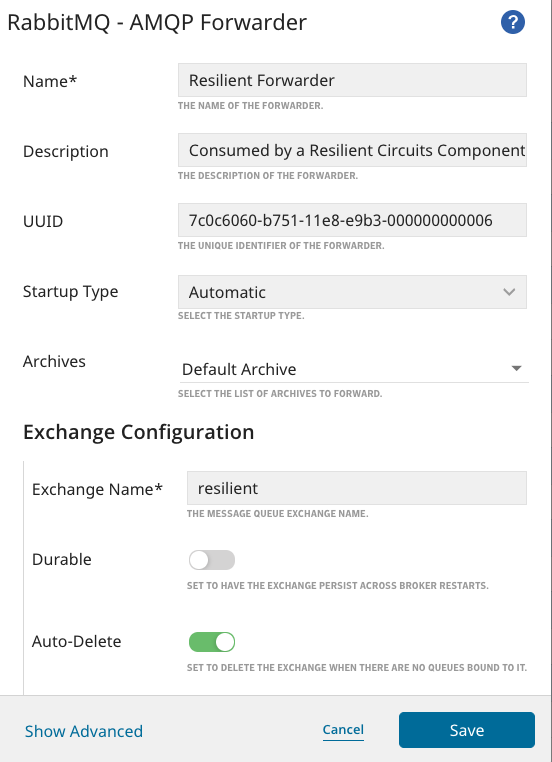 RabbitMQ - AMQP Forwarder
?
Name*
Resilient Forwarder
THE NAME OF THE FORWARDER.
Description
Consumed by a Resilient Circuits Component
THE DESCRIPTION OF THE FORWARDER.
UUID
7c0c6060-b751-11e8-e9b3-000000000006
THE UNIQUE IDENTIFIER OF THE FORWARDER.
Startup Type
Automatic
SELECT THE STARTUP TYPE.
Archives
Default Archive
SELECT THE LIST OF ARCHIVES TO FORWARD.
Exchange Configuration
Exchange Name*
resilient
THE MESSAGE QUEUE EXCHANGE NAME.
Durable
SET TO HAVE THE EXCHANGE PERSIST ACROSS BROKER RESTARTS.
Auto-Delete
SET TO DELETE THE EXCHANGE WHEN THERE ARE NO QUEUES BOUND TO IT.
Show Advanced
Cancel
Save